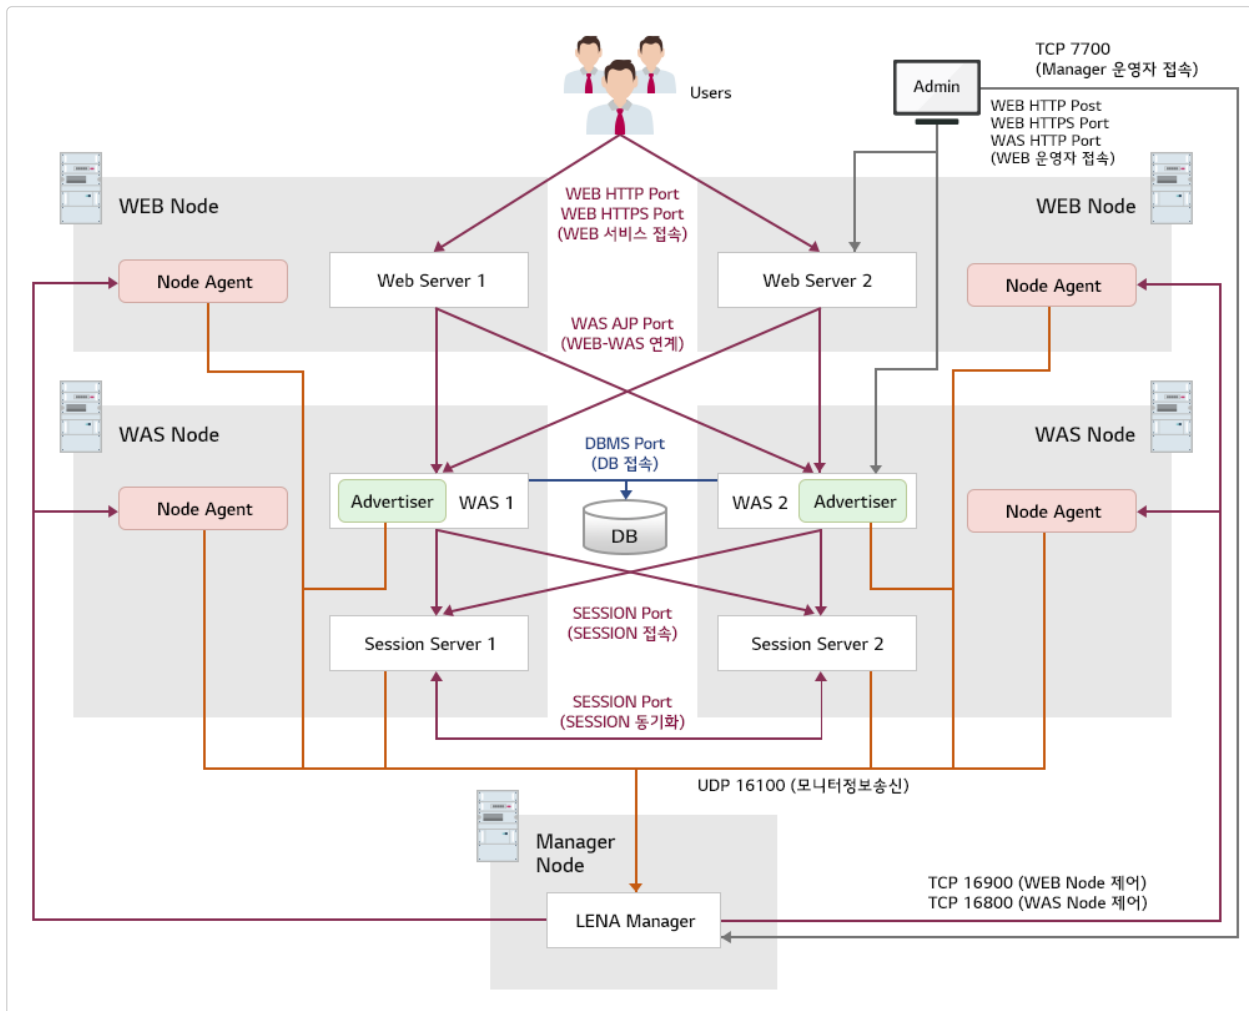 TCP 7700
(Manager 운영자 접속)
Users
Admin
WEB HTTP Post
WEB HTTPS Port
WAS HTTP Port
(WEB 운영자 접속)
WEB Node
WEB HTTP Port
WEB HTTPS Port
(WEB 서비스 접속)
WEB Node
Node Agent
Web Server 1
Web Server 2
Node Agent
WAS AJP Port
(WEB-WAS 연계)
WAS Node
DBMS Port
(DB 접속)
WAS Node
Node Agent
Advertiser
WAS 1
DB
WAS 2
Advertiser
Node Agent
SESSION Port
(SESSION 접속)
Session Server 1
Session Server 2
SESSION Port
(SESSION 동기화)
UDP 16100 (모니터정보송신)
Manager
Node
LENA Manager
TCP 16900 (WEB Node 제어)
TCP 16800 (WAS Node 제어)